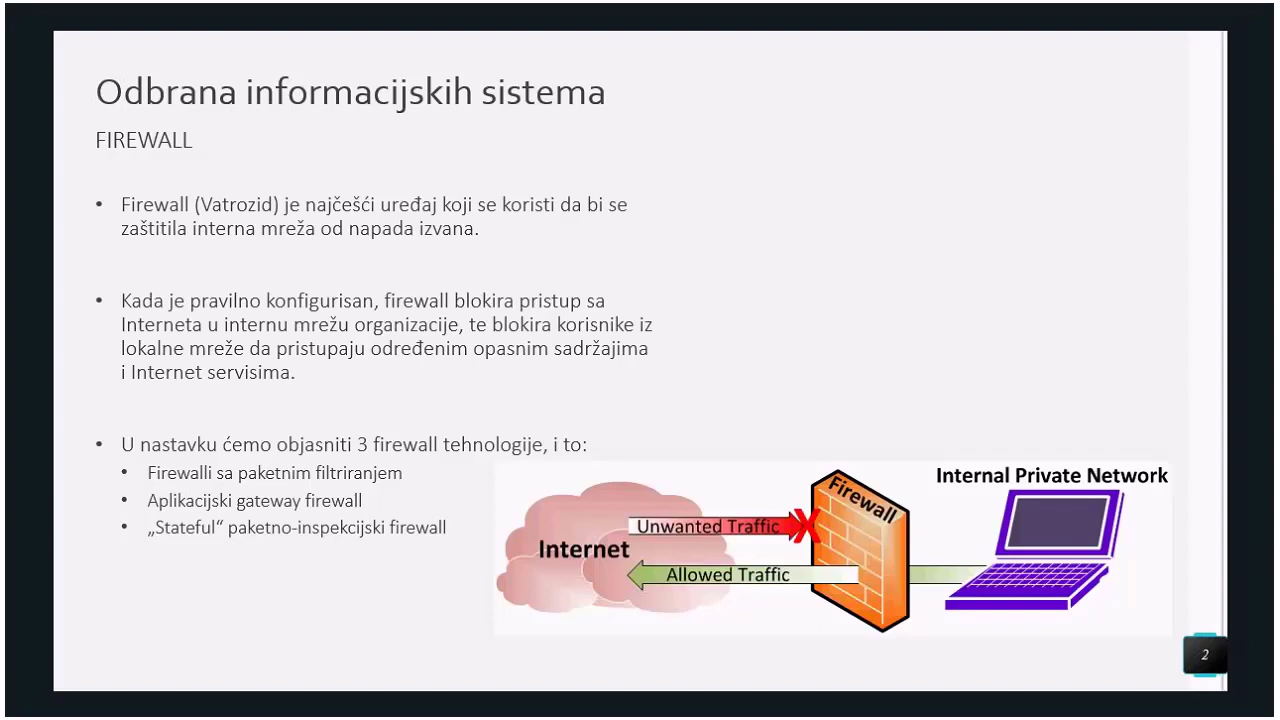 Odbrana informacijskih sistema
FIREWALL
• Firewall (Vatrozid) je najčešći uređaj koji se koristi da bi se
zaštitila interna mreža od napada izvana.
• Kada je pravilno konfigurisan, firewall blokira pristup sa
Interneta u internu mrežu organizacije, te blokira korisnike iz
lokalne mreže da pristupaju određenim opasnim sadržajima
i Internet servisima.
• U nastavku ćemo objasniti 3 firewall tehnologije, i to:
• Firewalli sa paketnim filtriranjem
• Aplikacijski gateway firewall
• „Stateful“ paketno-inspekcijski firewall
Internet
Unwanted Traffic
Allowed Traffic
Firewall
Internal Private Network
2